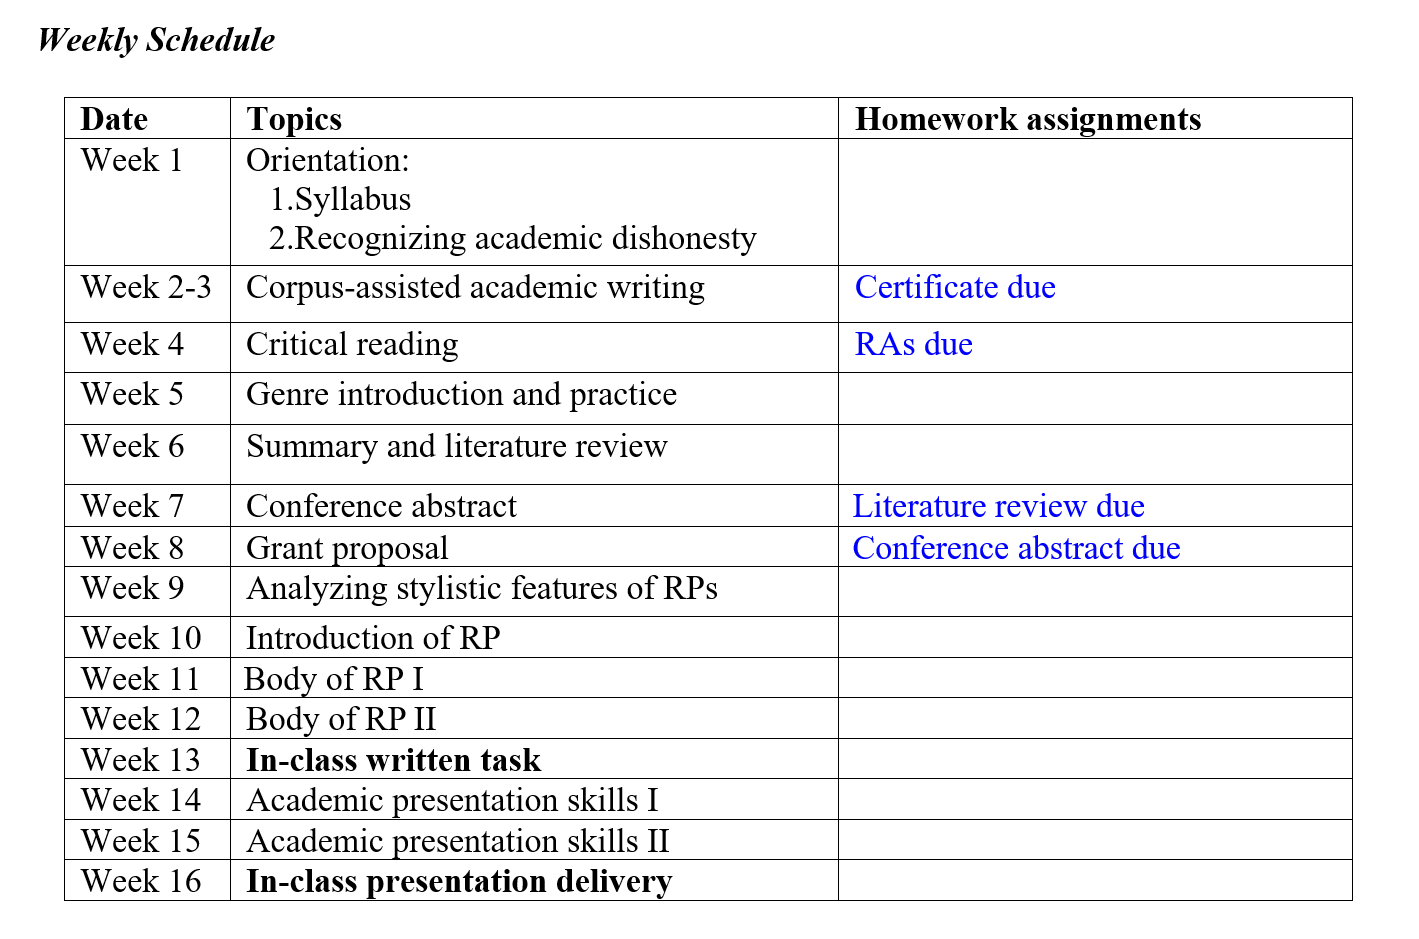 Weekly Schedule
Date Topics Homework assignments
Week 1 Orientation:
1.Syllabus
2.Recognizing academic dishonesty
Week 2-3 Corpus-assisted academic writing Certificate due
Week 4 Critical reading RAs due
Week 5 Genre introduction and practice
Week 6 Summary and literature review
Week 7 Conference abstract Literature review due
Week 8 Grant proposal Conference abstract due
Week 9 Analyzing stylistic features of RPs
Week 10 Introduction of RP
Week 11 Body of RP I
Week 12 Body of RP II
Week 13 In-class written task
Week 14 Academic presentation skills I
Week 15 Academic presentation skills II
Week 16 In-class presentation delivery